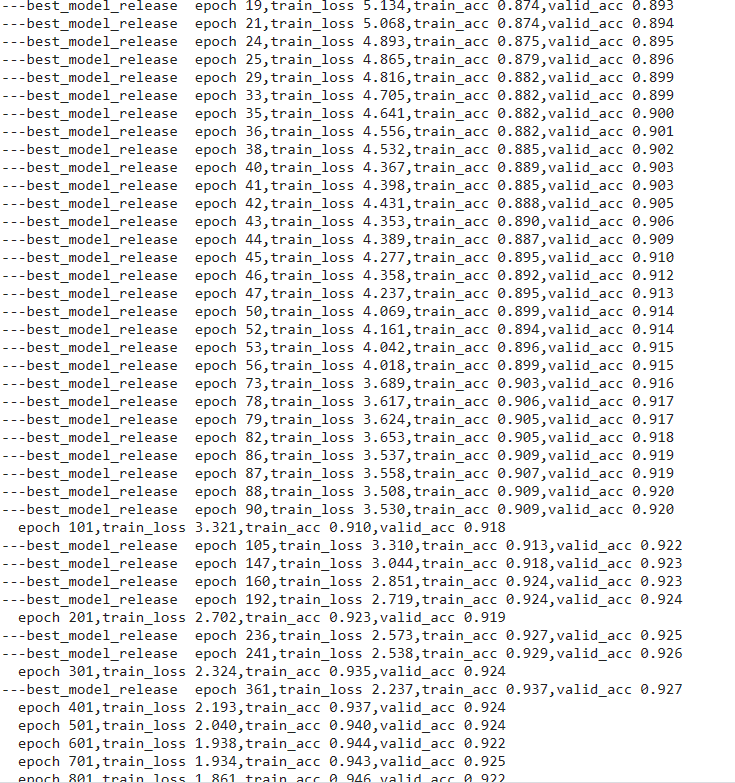 ---best_model_release  epoch 19,train_loss 5.134,train_acc 0.874,valid_acc 0.893
---best_model_release  epoch 21,train_loss 5.068,train_acc 0.874,valid_acc 0.894
---best_model_release  epoch 24,train_loss 4.893,train_acc 0.875,valid_acc 0.895
---best_model_release  epoch 25,train_loss 4.865,train_acc 0.879,valid_acc 0.896
---best_model_release  epoch 29,train_loss 4.816,train_acc 0.882,valid_acc 0.899
---best_model_release  epoch 33,train_loss 4.705,train_acc 0.882,valid_acc 0.899
---best_model_release  epoch 35,train_loss 4.641,train_acc 0.882,valid_acc 0.900
---best_model_release  epoch 36,train_loss 4.556,train_acc 0.882,valid_acc 0.901
---best_model_release  epoch 38,train_loss 4.532,train_acc 0.885,valid_acc 0.902
---best_model_release  epoch 40,train_loss 4.367,train_acc 0.889,valid_acc 0.903
---best_model_release  epoch 41,train_loss 4.398,train_acc 0.885,valid_acc 0.903
---best_model_release  epoch 42,train_loss 4.431,train_acc 0.888,valid_acc 0.905
---best_model_release  epoch 43,train_loss 4.353,train_acc 0.890,valid_acc 0.906
---best_model_release  epoch 44,train_loss 4.389,train_acc 0.887,valid_acc 0.909
---best_model_release  epoch 45,train_loss 4.277,train_acc 0.895,valid_acc 0.910
---best_model_release  epoch 46,train_loss 4.358,train_acc 0.892,valid_acc 0.912
---best_model_release  epoch 47,train_loss 4.237,train_acc 0.895,valid_acc 0.913
---best_model_release  epoch 50,train_loss 4.069,train_acc 0.899,valid_acc 0.914
---best_model_release  epoch 52,train_loss 4.161,train_acc 0.894,valid_acc 0.914
---best_model_release  epoch 53,train_loss 4.042,train_acc 0.896,valid_acc 0.915
---best_model_release  epoch 56,train_loss 4.018,train_acc 0.899,valid_acc 0.915
---best_model_release  epoch 73,train_loss 3.689,train_acc 0.903,valid_acc 0.916
---best_model_release  epoch 78,train_loss 3.617,train_acc 0.906,valid_acc 0.917
---best_model_release  epoch 79,train_loss 3.624,train_acc 0.905,valid_acc 0.917
---best_model_release  epoch 82,train_loss 3.653,train_acc 0.905,valid_acc 0.918
---best_model_release  epoch 86,train_loss 3.537,train_acc 0.909,valid_acc 0.919
---best_model_release  epoch 87,train_loss 3.558,train_acc 0.907,valid_acc 0.919
---best_model_release  epoch 88,train_loss 3.508,train_acc 0.909,valid_acc 0.920
---best_model_release  epoch 90,train_loss 3.530,train_acc 0.909,valid_acc 0.920
epoch 101,train_loss 3.321,train_acc 0.910,valid_acc 0.918
---best_model_release  epoch 105,train_loss 3.310,train_acc 0.913,valid_acc 0.922
---best_model_release  epoch 147,train_loss 3.044,train_acc 0.918,valid_acc 0.923
---best_model_release  epoch 160,train_loss 2.851,train_acc 0.924,valid_acc 0.923
---best_model_release  epoch 192,train_loss 2.719,train_acc 0.924,valid_acc 0.924
epoch 201,train_loss 2.702,train_acc 0.923,valid_acc 0.919
---best_model_release  epoch 236,train_loss 2.573,train_acc 0.927,valid_acc 0.925
---best_model_release  epoch 241,train_loss 2.538,train_acc 0.929,valid_acc 0.926
epoch 301,train_loss 2.324,train_acc 0.935,valid_acc 0.924
---best_model_release  epoch 361,train_loss 2.237,train_acc 0.937,valid_acc 0.927
epoch 401,train_loss 2.193,train_acc 0.937,valid_acc 0.924
epoch 501,train_loss 2.040,train_acc 0.940,valid_acc 0.924
epoch 601,train_loss 1.938,train_acc 0.944,valid_acc 0.922
epoch 701,train_loss 1.934,train_acc 0.943,valid_acc 0.925
epoch 801,train_loss 1.861,train_acc 0.946,valid_acc 0.922